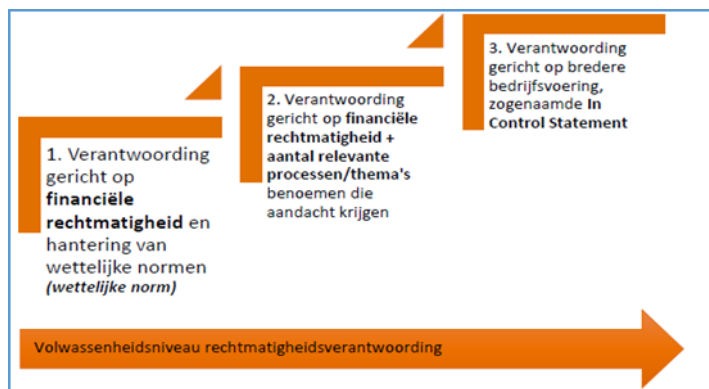 1. Verantwoording
gericht op
financiële
rechtmatigheid en
hantering van
wettelijke normen
(wettelijke norm)
2. Verantwoording
gericht op financiële
rechtmatigheid +
aantal relevante
processen/thema's
benoemen die
aandacht krijgen
3. Verantwoording
gericht op bredere
bedrijfsvoering,
zogenaamde In
Control Statement
Volwassenheidsniveau rechtmatigheidsverantwoording